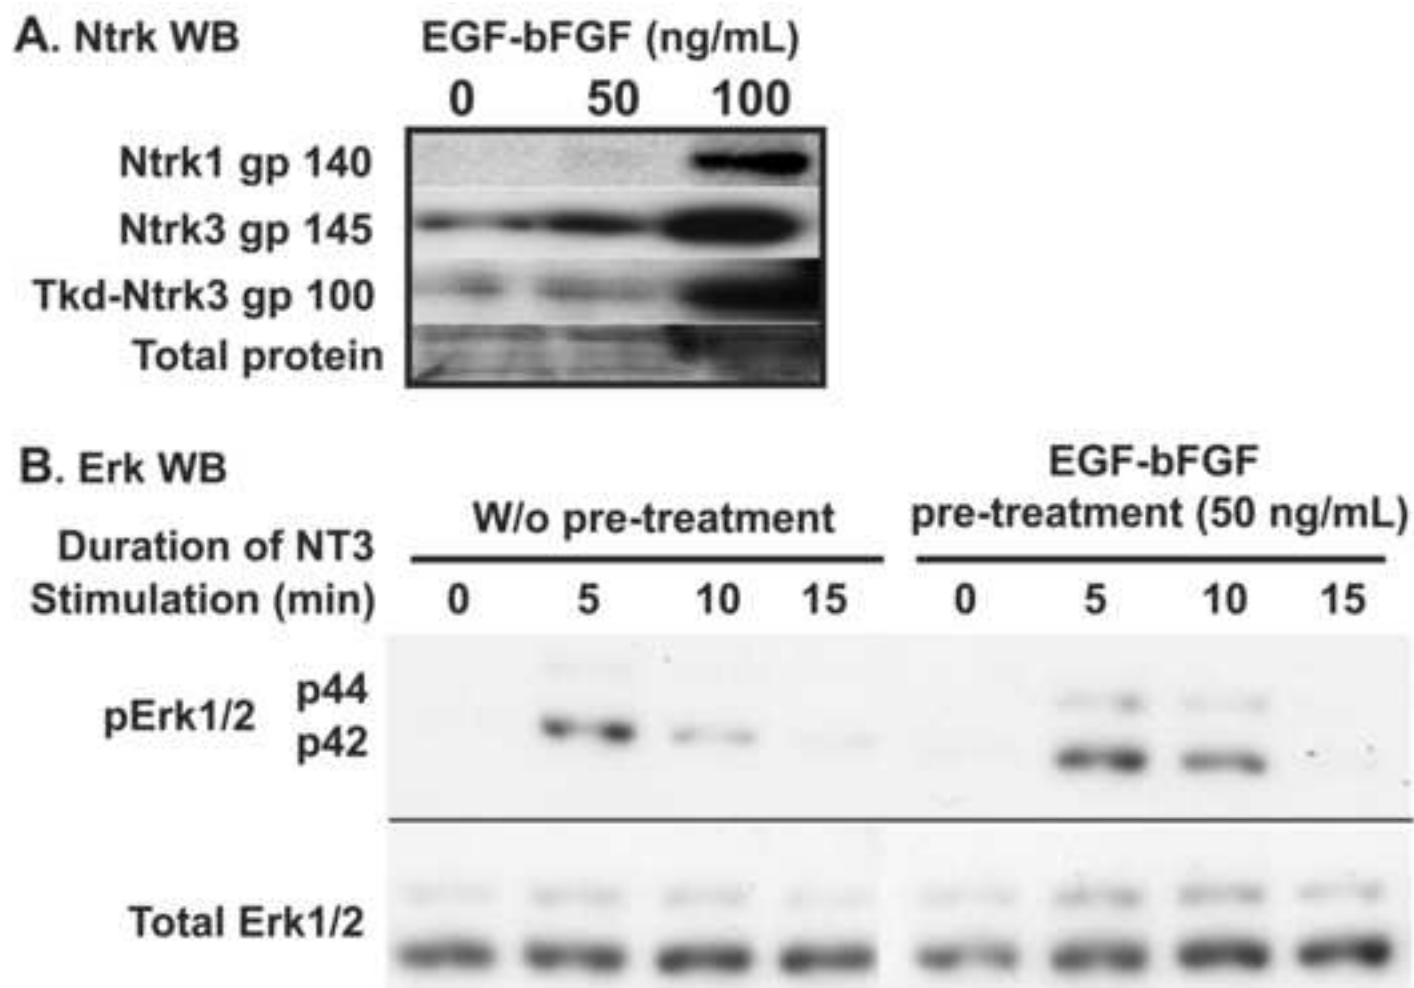 A. Ntrk WB
EGF-bFGF (ng/mL)
0 50 100
Ntrk1 gp 140
Ntrk3 gp 145
Tkd-Ntrk3 gp 100
Total protein
B. Erk WB
EGF-bFGF
W/o pre-treatment
pre-treatment (50 ng/mL)
Duration of NT3
Stimulation (min)
0 5 10 15 0 5 10 15
pErk1/2
p44
p42
Total Erk1/2